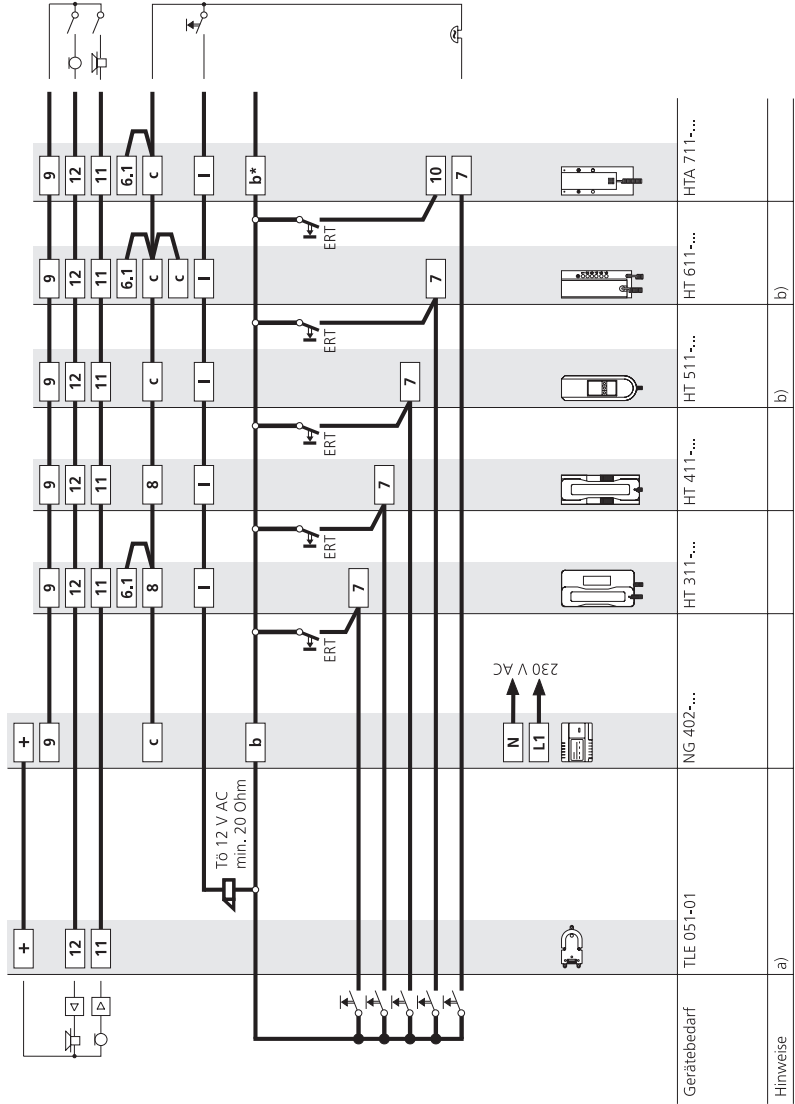 + +
9 9 9 9 9 9
12 12 12 12 12 12
11 11 11 11 11 11
6.1 6.1 6.1
c 8 8 c c c
c
I I I I I
Tö 12 V AC
min. 20 Ohm
b b*
ERT ERT ERT ERT ERT
7
7
7
7 10
7
N
230 V AC
L1
Gerätebedarf TLE 051-01 NG 402-... HT 311-... HT 411-... HT 511-... HT 611-... HTA 711-...
Hinweise a) b) b)